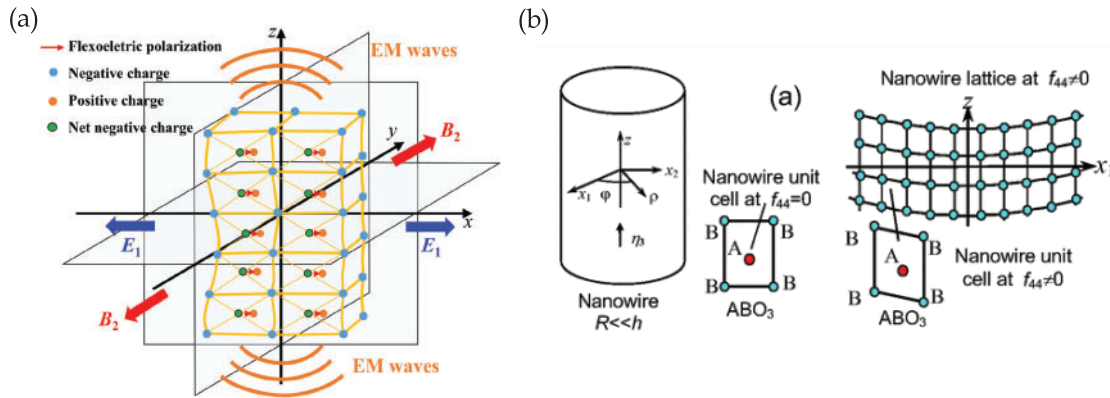 (a)
z
EM waves
Flexoeletric polarization
Negative charge
Positive charge
Net negative charge
y
B2
x
E1
E1
B2
EM waves
(b)
(a)
z
x2
x1
φ
ρ
η3
Nanowire
R<<h
Nanowire unit
cell at f44=0
B
B
A
B
B
ABO3
Nanowire lattice at f44≠0
z
x1
B
B
A
B
B
ABO3
Nanowire unit
cell at f44≠0